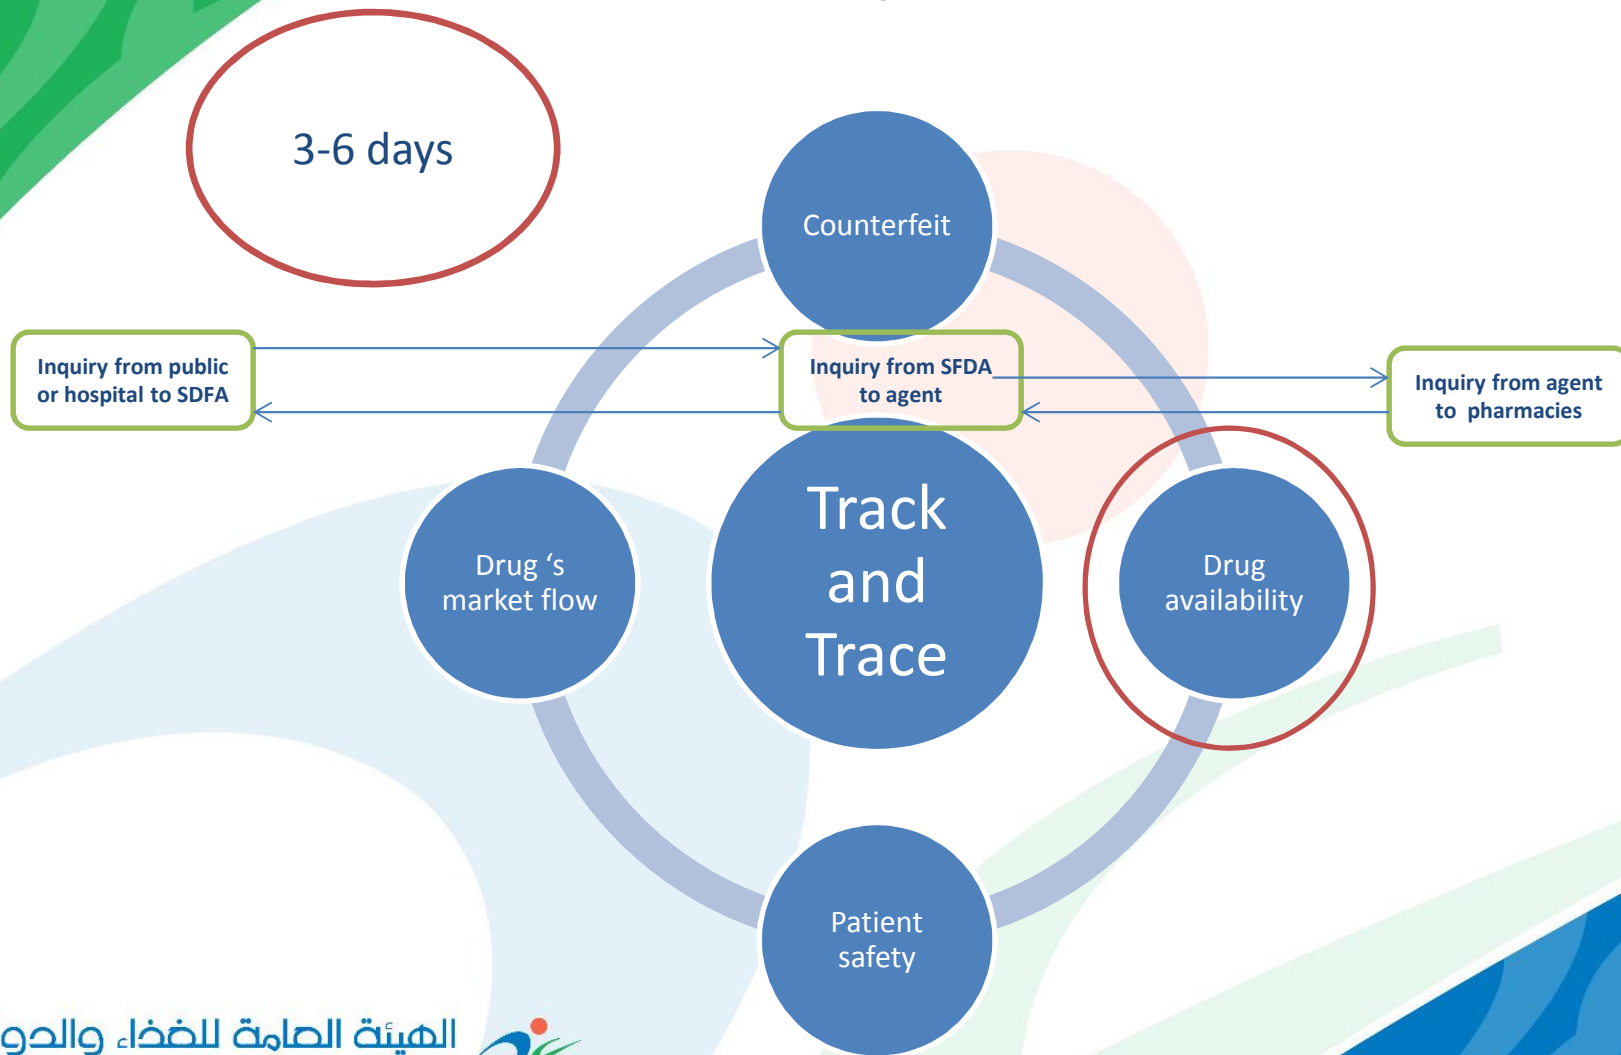 3-6 days
Counterfeit
Inquiry from public
or hospital to SDFA
Inquiry from SFDA
to agent
Inquiry from agent
to pharmacies
Track
and
Trace
Drug ‘s
market flow
Drug
availability
Patient
safety
الهيئة العامة للغذاء والدو